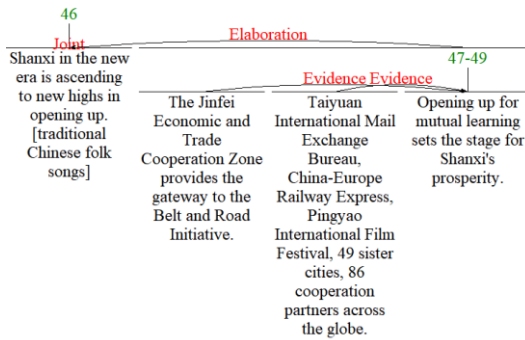 46
Elaboration
Joint
47-49
Shanxi in the new
era is ascending
to new highs in
opening up.
[traditional
Chinese folk
songs]
Evidence Evidence
The Jinfei
Economic and
Trade
Cooperation Zone
provides the
gateway to the
Belt and Road
Initiative.
Taiyuan
International Mail
Exchange
Bureau,
China-Europe
Railway Express,
Pingyao
International Film
Festival, 49 sister
cities, 86
cooperation
partners across
the globe.
Opening up for
mutual learning
sets the stage for
Shanxi's
prosperity.